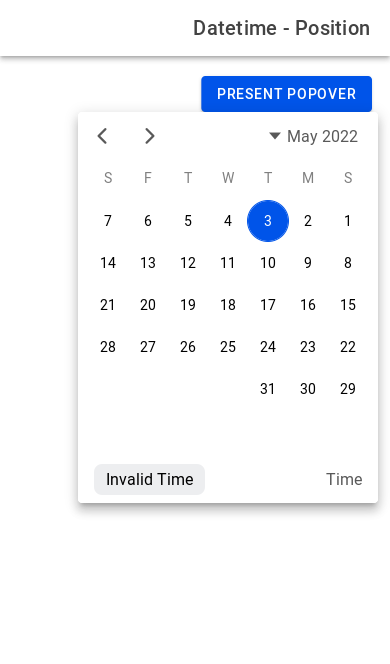 Datetime - Position
PRESENT POPOVER
May 2022
S F T W T M S
7 6 5 4 3 2 1
14 13 12 11 10 9 8
21 20 19 18 17 16 15
28 27 26 25 24 23 22
31 30 29
Invalid Time Time